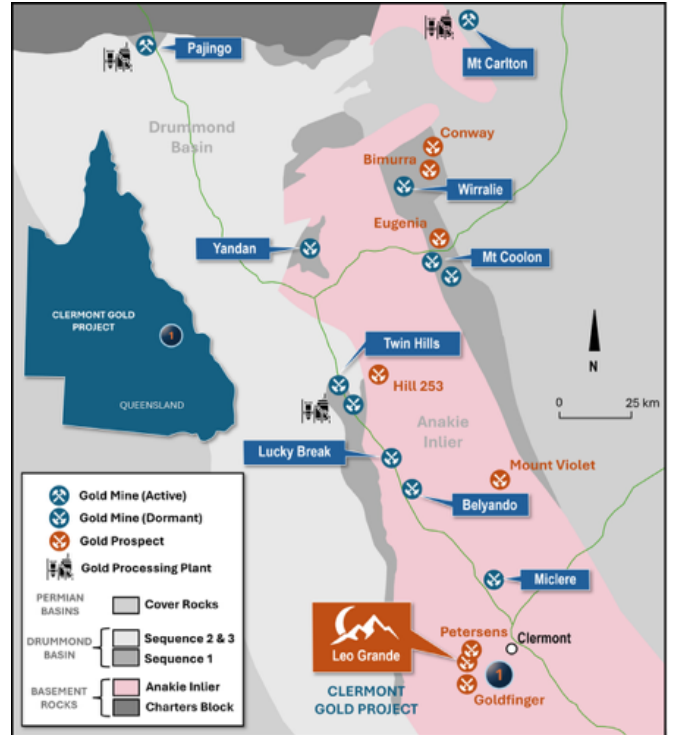 Pajingo
Mt Carlton
Drummond
Basin
Conway
Bimurra
Wirralie
Eugenia
Yandan
Mt Coolon
CLERMONT GOLD
PROJECT
1
QUEENSLAND
N
0 25 km
Twin Hills
Hill 253
Anakie
Inlier
Lucky Break
Mount Violet
Belyando
Miclere
Petersens
Clermont
Leo Grande
1
Goldfinger
CLERMONT
GOLD PROJECT
Gold Mine (Active)
Gold Mine (Dormant)
Gold Prospect
Gold Processing Plant
PERMIAN
BASINS
Cover Rocks
DRUMMOND
BASIN
Sequence 2 & 3
Sequence 1
BASEMENT
ROCKS
Anakie Inlier
Charters Block